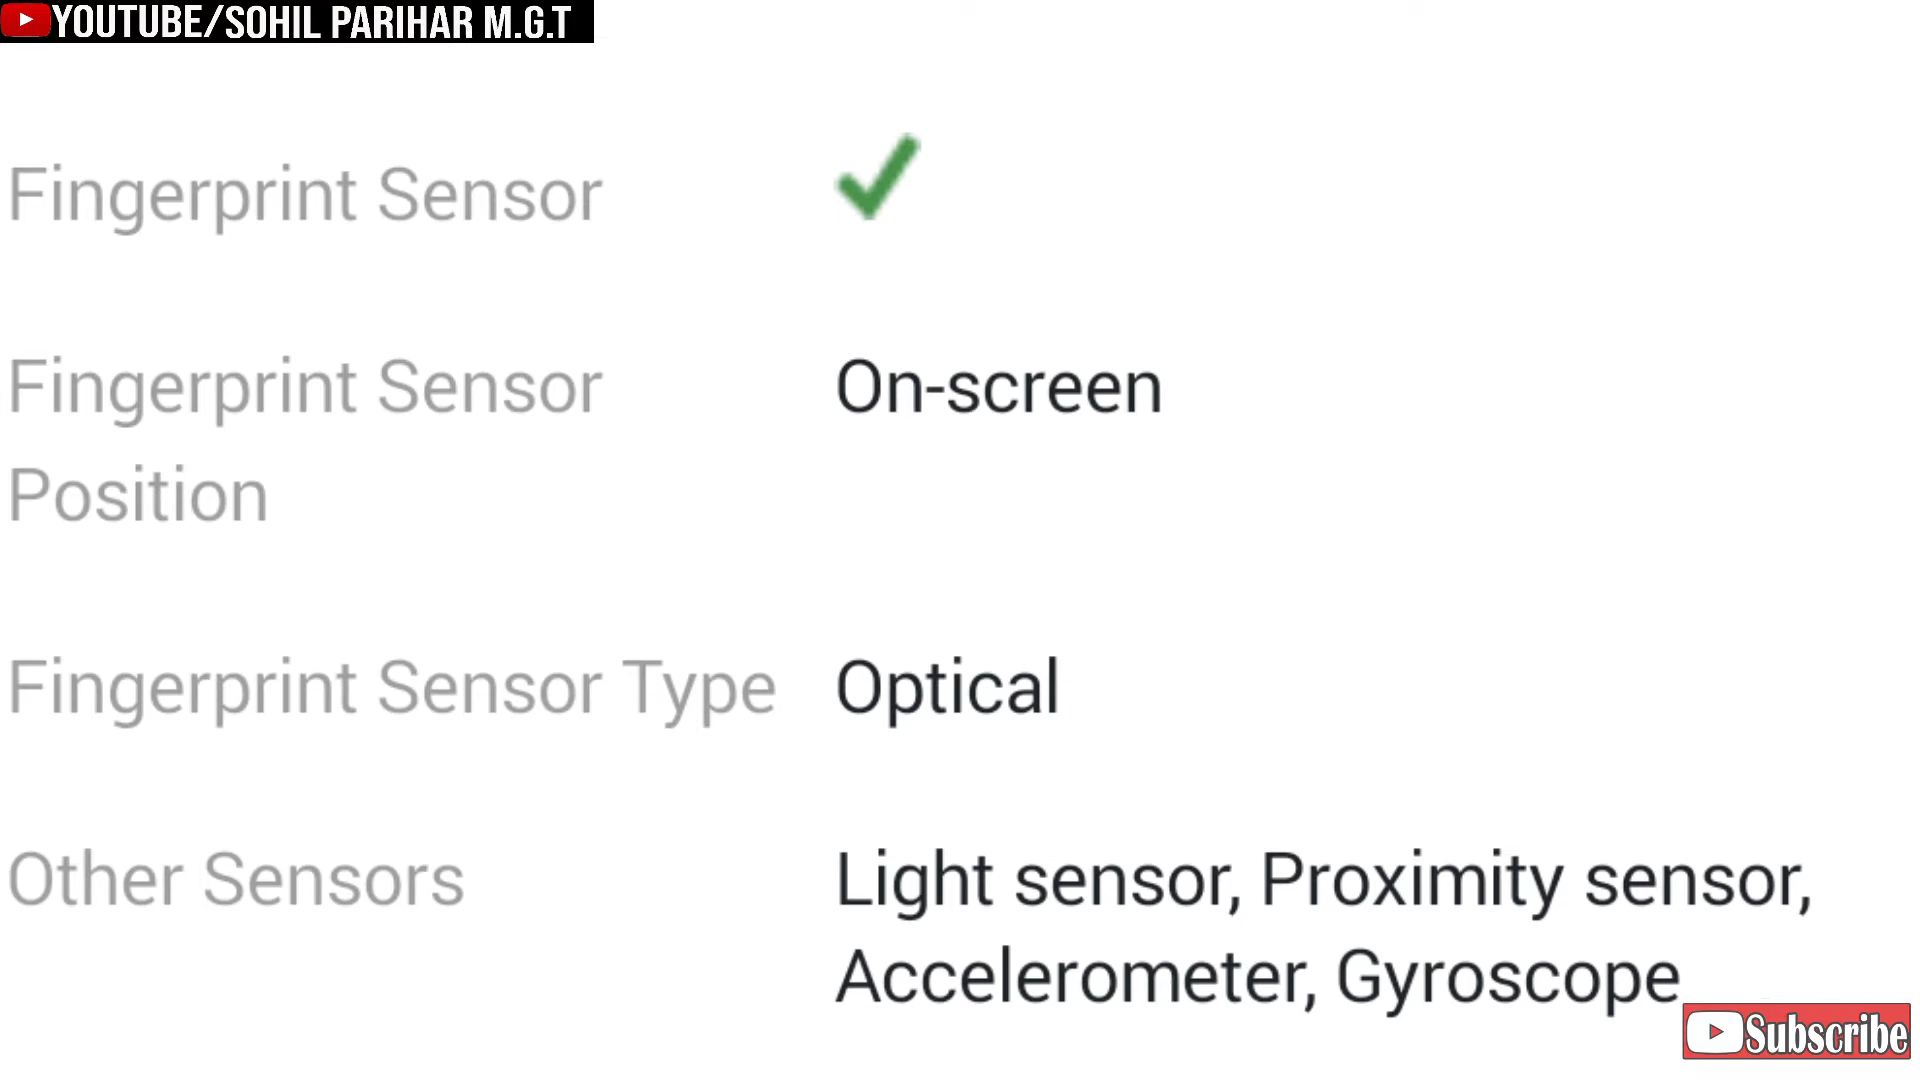 YOUTUBE/SOHIL PARIHAR M.G.T
Fingerprint Sensor
Fingerprint Sensor On-screen
Position
Fingerprint Sensor Type Optical
Other Sensors Light sensor, Proximity sensor,
Accelerometer, Gyroscope
Subscribe